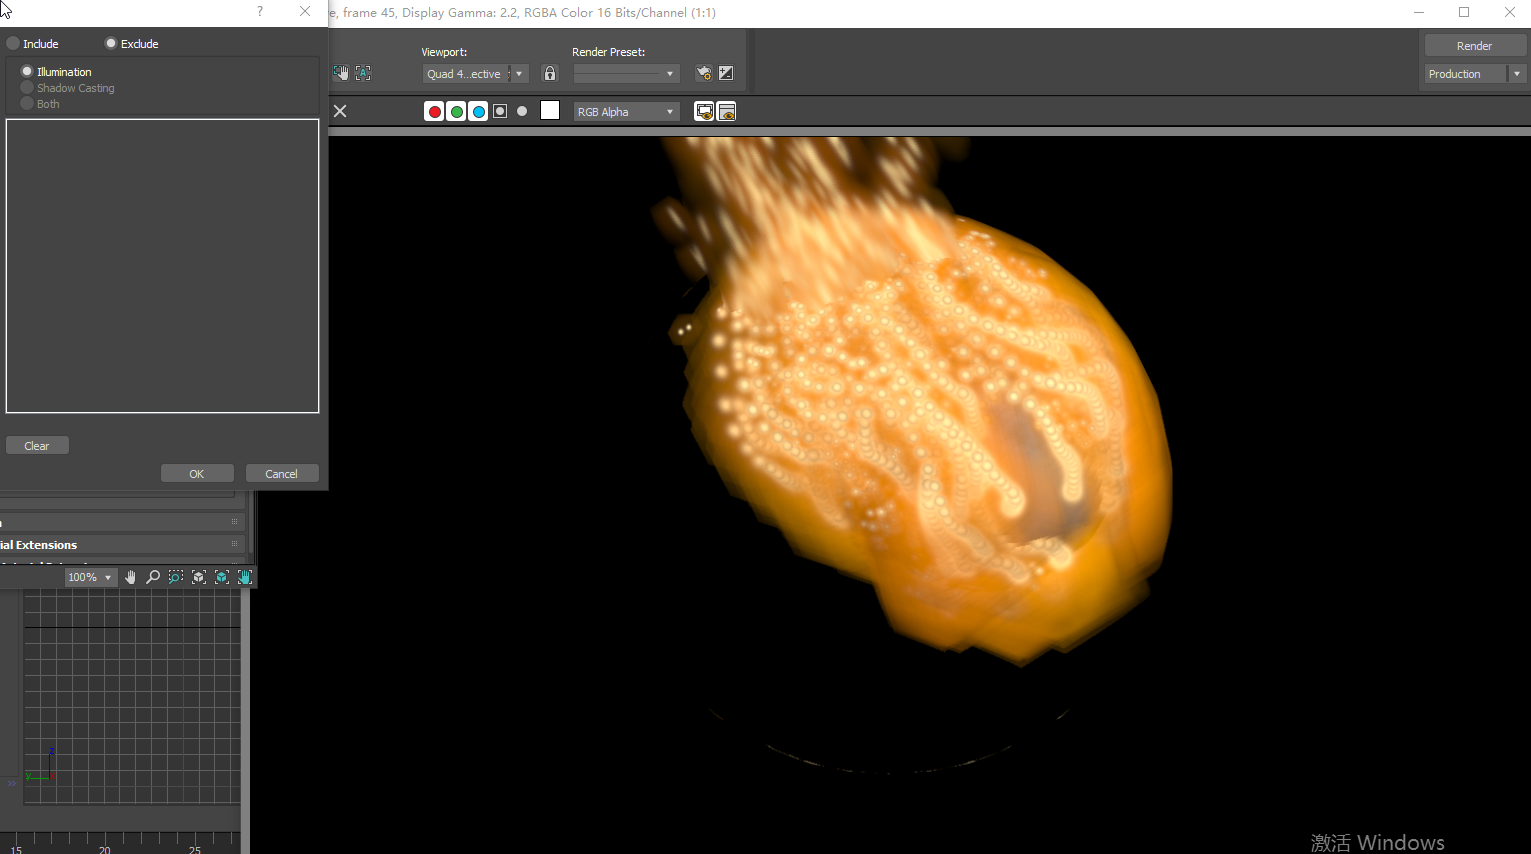 e, frame 45, Display Gamma: 2.2, RGBA Color 16 Bits/Channel (1:1)
?
Include
Exclude
Illumination
Shadow Casting
Both
Viewport:
Quad 4...ective
Render Preset:
Render
Production
RGB Alpha
Clear
OK
Cancel
ial Extensions
100%
z
y
>>
15
20
25
激活 Windows